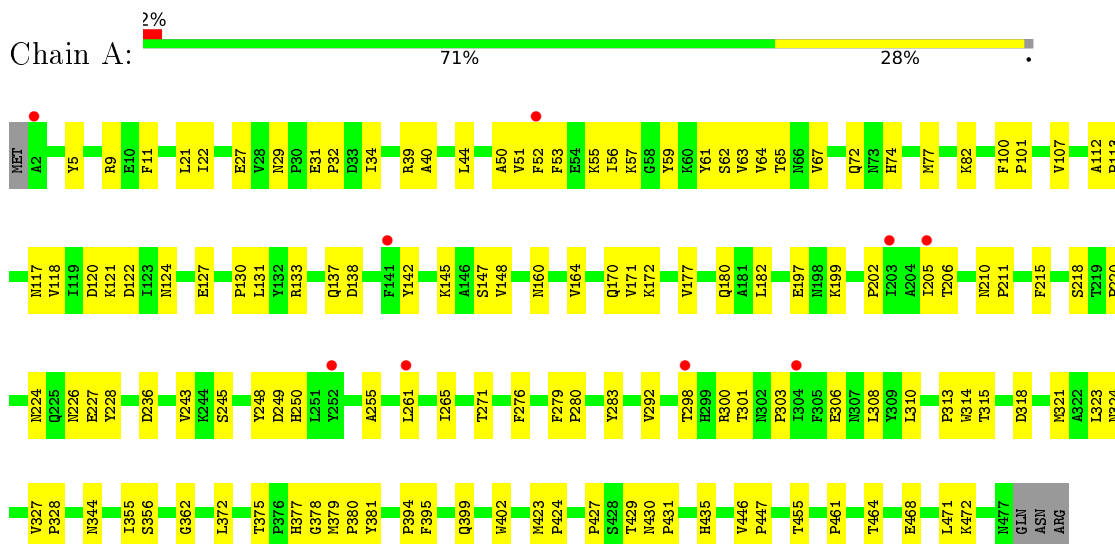 2%
Chain A:
71% 28% •
MET A2 Y5 R9 E10 F11 L21 I22 E27 V28 N29 P30 E31 P32 D33 I34 R39 A40 L44 A50 V51 F52 F53 E54 K55 I56 K57 G58 Y59 K60 Y61 S62 V63 V64 T65 N66 V67 Q72 N73 H74 M77 K82 F100 P101 V107 A112
N117 V118 I119 D120 K121 D122 I123 N124 E127 P130 L131 Y132 R133 Q137 D138 F141 Y142 K145 A146 S147 V148 N160 V164 Q170 V171 K172 V177 Q180 A181 L182 E197 N198 K199 P202 I203 A204 I205 T206 N210 P211 F215 S218 T219
N224 Q225 N226 E227 Y228 D236 V243 K244 S245 Y248 D249 H250 L251 Y252 A255 L261 I265 T271 F276 F279 P280 Y283 V292 T298 H299 R300 T301 N302 P303 I304 F305 E306 N307 L308 Y309 L310 P313 W314 T315 D318 M321 A322 L323
V327 P328 N344 I355 S356 G362 L372 T375 P376 H377 G378 M379 P380 Y381 P394 F395 Q399 W402 M423 P424 P427 S428 T429 N430 P431 H435 V446 P447 T455 P461 T464 E468 L471 K472 N477 GLN ASN ARG